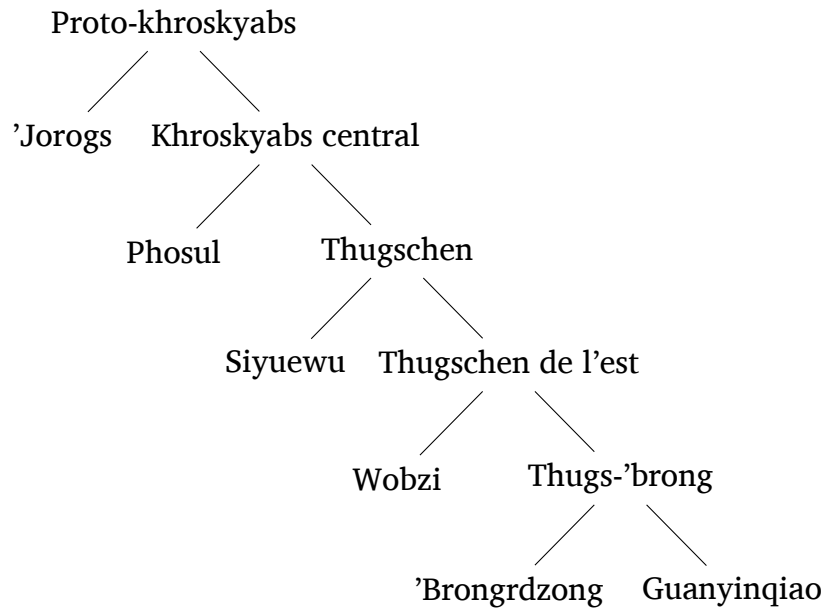 Proto-khroskyabs
’Jorogs Khroskyabs central
Phosul Thugschen
Siyuewu Thugschen de l’est
Wobzi Thugs-’brong
’Brongrdzong Guanyinqiao